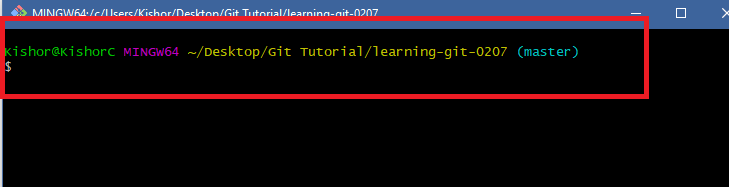 MINGW64:/c/Users/Kishor/Desktop/Git Tutorial/learning-git-0207
Kishor@KishorC MINGW64 ~/Desktop/Git Tutorial/learning-git-0207 (master)
$